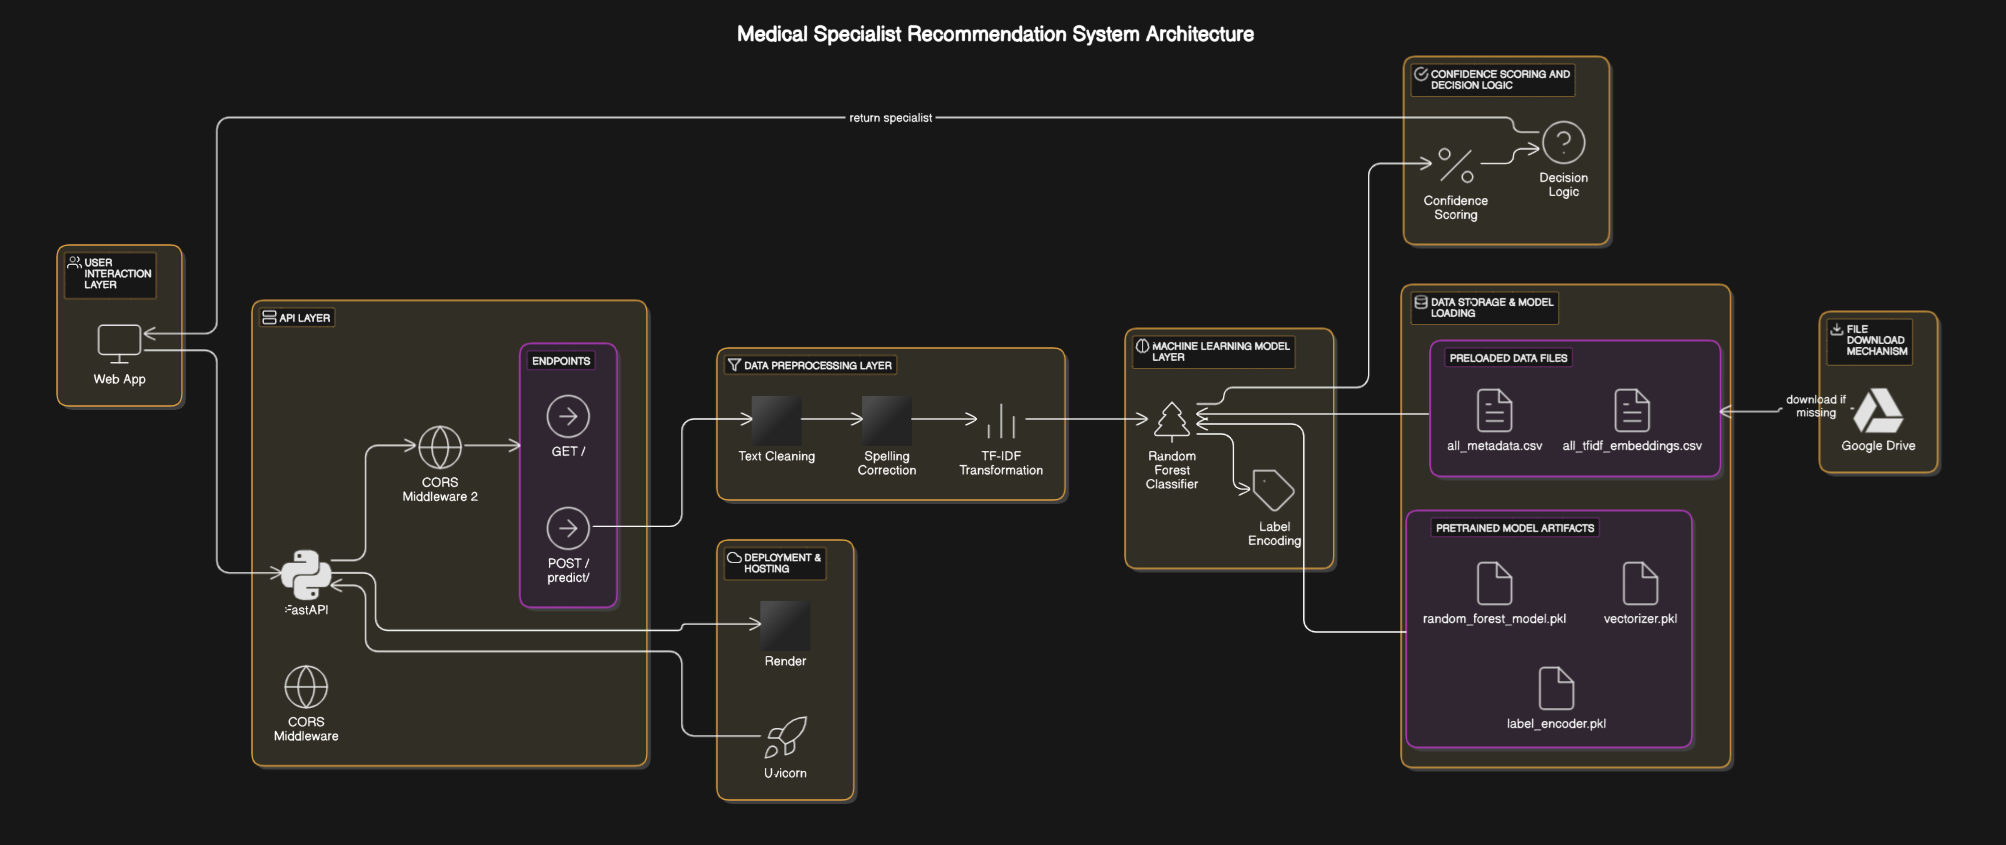 Medical Specialist Recommendation System Architecture
CONFIDENCE SCORING AND
DECISION LOGIC
return specialist
Decision
Logic
Confidence
Scoring
USER
INTERACTION
LAYER
Web App
API LAYER
ENDPOINTS
GET /
CORS
Middleware 2
POST /
predict/
FastAPI
CORS
Middleware
DATA PREPROCESSING LAYER
Text Cleaning
Spelling
Correction
TF-IDF
Transformation
DEPLOYMENT &
HOSTING
Render
Uvicorn
MACHINE LEARNING MODEL
LAYER
Random
Forest
Classifier
Label
Encoding
DATA STORAGE & MODEL
LOADING
PRELOADED DATA FILES
all_metadata.csv
all_tfidf_embeddings.csv
PRETRAINED MODEL ARTIFACTS
random_forest_model.pkl
vectorizer.pkl
label_encoder.pkl
FILE
DOWNLOAD
MECHANISM
download if
missing
Google Drive